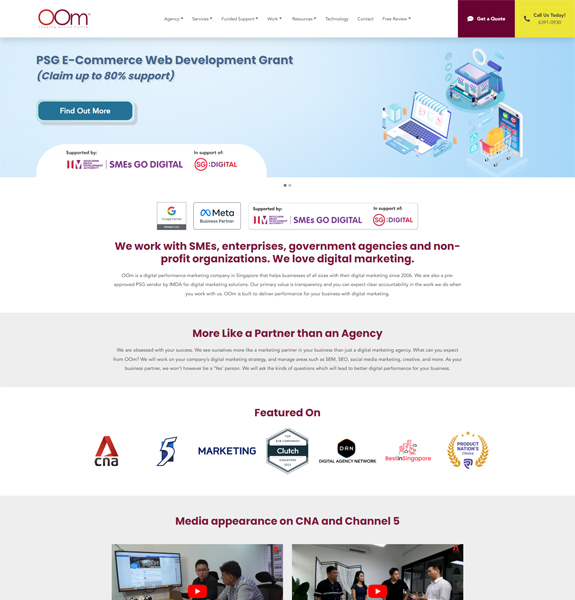 OOm
Agency
Services
Funded Support
Work
Resources
Technology
Contact
Free Review
Get a Quote
Call Us Today!
6391-0930
PSG E-Commerce Web Development Grant
(Claim up to 80% support)
Find Out More
Supported by:
In support of:
SMEs GO DIGITAL
SG:DIGITAL
Google Partner
Meta
Business Partner
Supported by:
In support of:
SMEs GO DIGITAL
SG:DIGITAL
We work with SMEs, enterprises, government agencies and non-
profit organizations. We love digital marketing.
OOm is a digital performance marketing company in Singapore that helps businesses of all sizes with their digital marketing since 2006. We are also a pre-
approved PSG vendor by IMDA for digital marketing solutions. Our primary value is transparency and you can expect clear accountability in the work we do when
you work with us. OOm is built to deliver performance for your business and digital marketing.
More Like a Partner than an Agency
We are obsessed with your success. We see ourselves more like a marketing partner in your business than just a digital marketing agency. What can you expect
from OOm? We will work on your company's digital marketing strategy, and manage areas such as SEM, SEO, social media marketing, creative, and more. As your
business partner, we won't however be a 'Yes' person. We will ask the kinds of questions which will lead to better digital performance for your business.
Featured On
cna
5
MARKETING
TOP
B2B COMPANIES
Clutch
SINGAPORE
2022
DAN
DIGITAL AGENCY NETWORK
BestinSingapore
PRODUCT
NATION'S
Choice
Media appearance on CNA and Channel 5